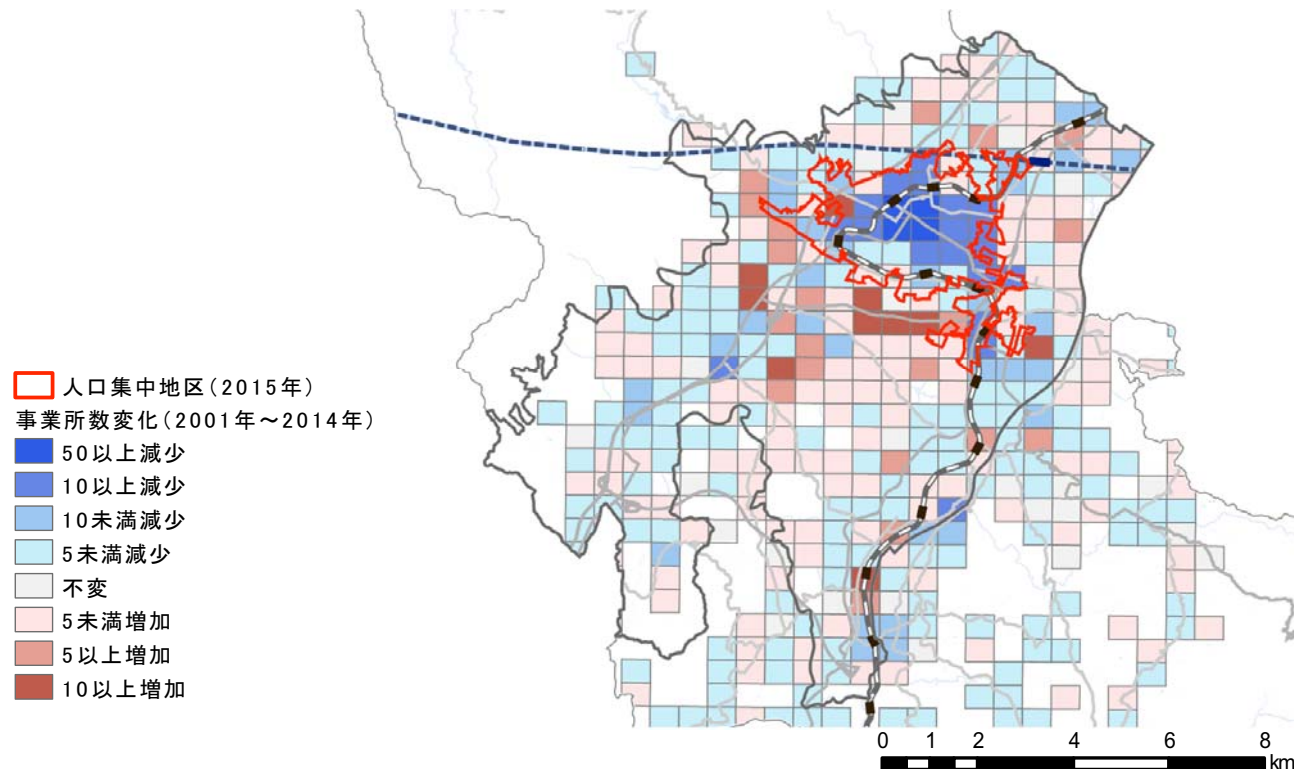 人口集中地区(2015年)
事業所数変化(2001年～2014年)
50以上減少
10以上減少
10未満減少
5未満減少
不変
5未満増加
5以上増加
10以上増加
0 1 2 4 6 8
km